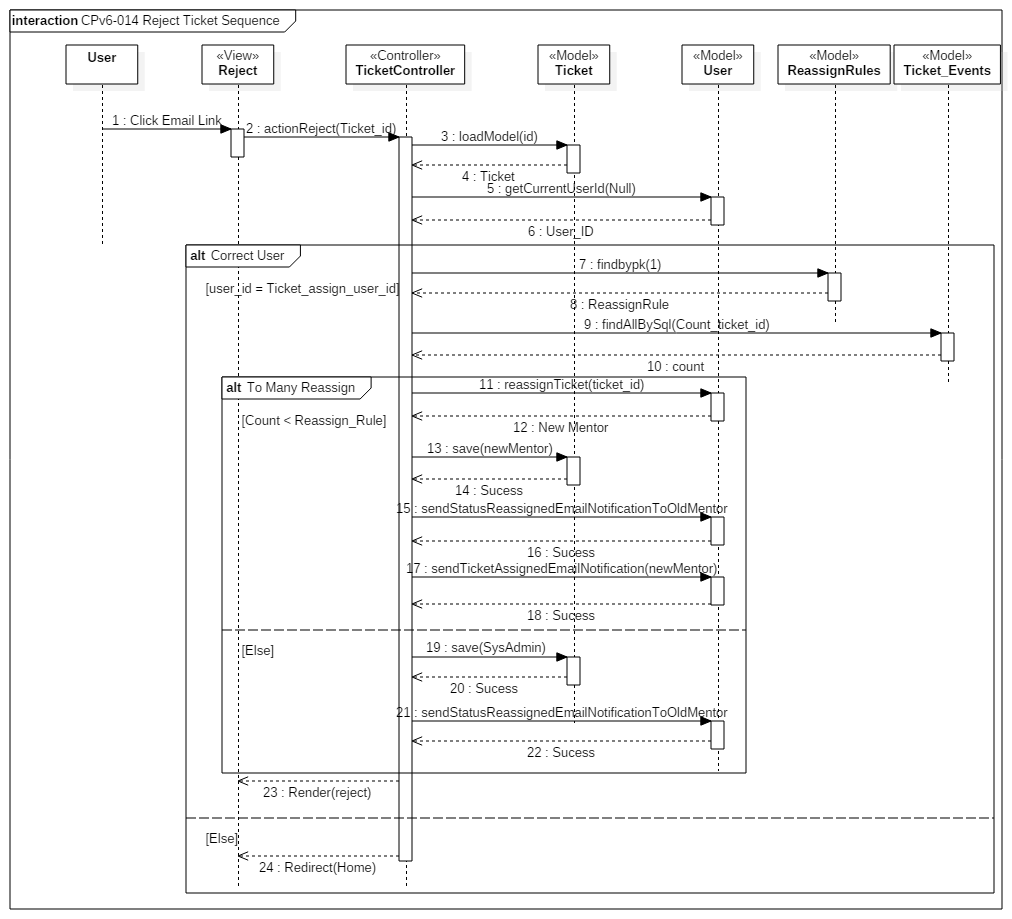 interaction CPv6-014 Reject Ticket Sequence
User
«View»
Reject
«Controller»
TicketController
«Model»
Ticket
«Model»
User
«Model»
ReassignRules
«Model»
Ticket_Events
1 : Click Email Link
2 : actionReject(Ticket_id)
3 : loadModel(id)
4 : Ticket
5 : getCurrentUserId(Null)
6 : User_ID
alt Correct User
[user_id = Ticket_assign_user_id]
7 : findbypk(1)
8 : ReassignRule
9 : findAllBySql(Count_ticket_id)
10 : count
alt To Many Reassign
[Count < Reassign_Rule]
11 : reassignTicket(ticket_id)
12 : New Mentor
13 : save(newMentor)
14 : Sucess
15 : sendStatusReassignedEmailNotificationToOldMentor
16 : Sucess
17 : sendTicketAssignedEmailNotification(newMentor)
18 : Sucess
[Else]
19 : save(SysAdmin)
20 : Sucess
21 : sendStatusReassignedEmailNotificationToOldMentor
22 : Sucess
23 : Render(reject)
[Else]
24 : Redirect(Home)